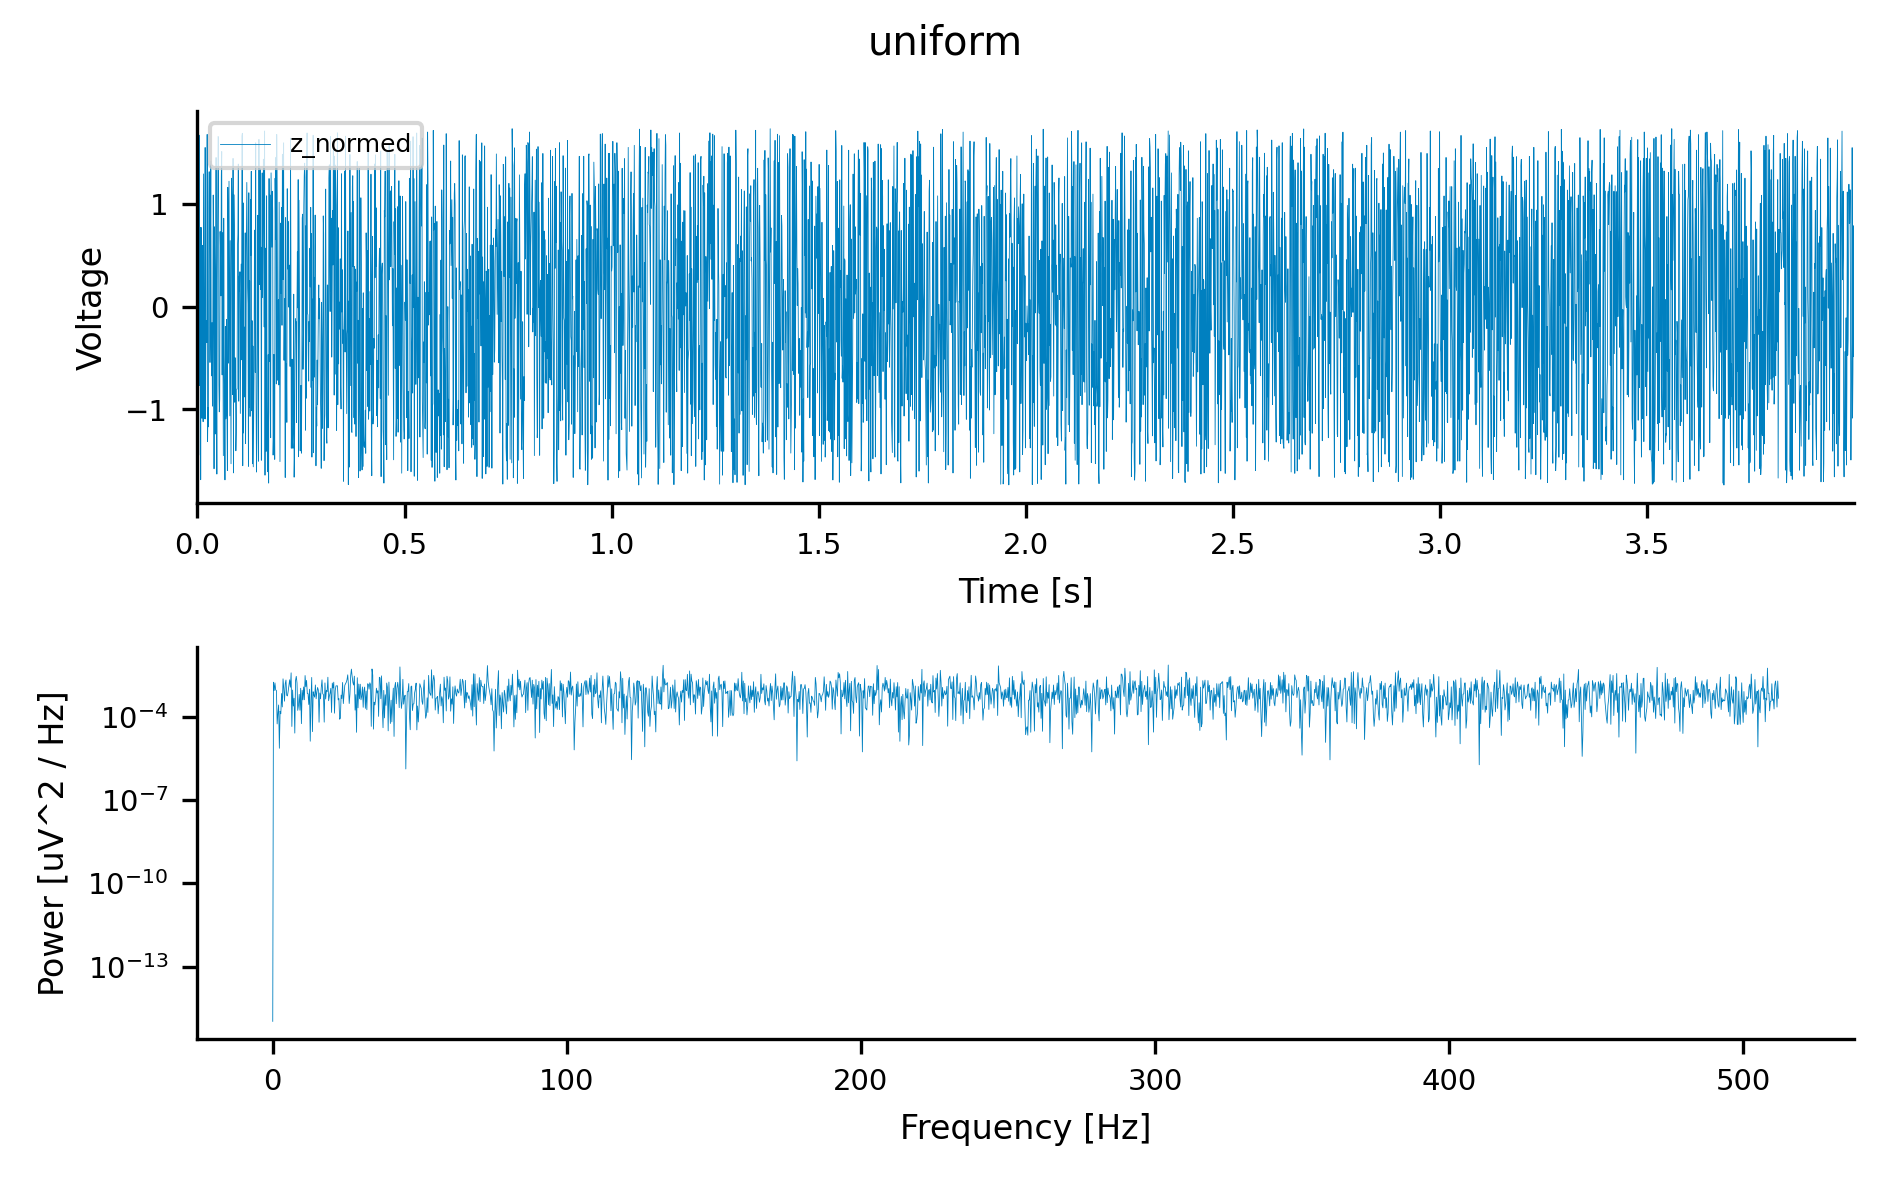 uniform
z_normed
1
0
−1
Voltage
0.0 0.5 1.0 1.5 2.0 2.5 3.0 3.5
Time [s]
10⁻⁴
10⁻⁷
10⁻¹⁰
10⁻¹³
Power [uV^2 / Hz]
0 100 200 300 400 500
Frequency [Hz]